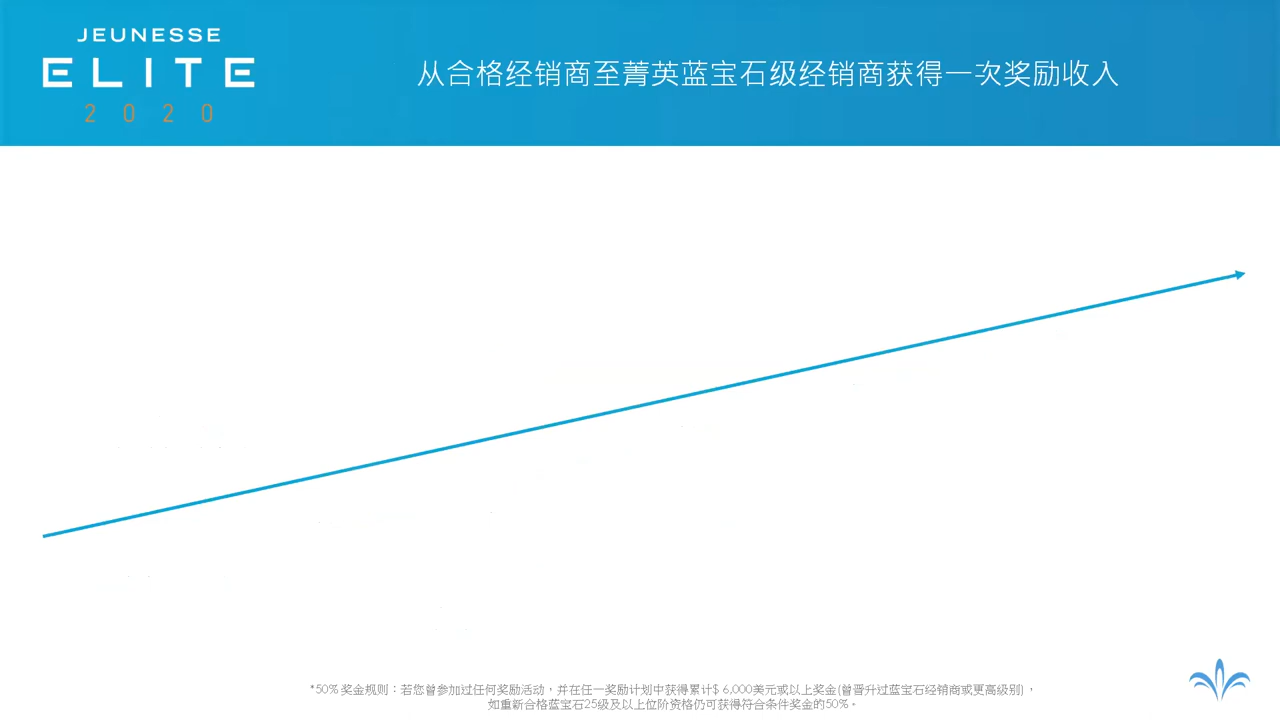 JEUNESSE
ELITE
2020
从合格经销商至菁英蓝宝石级经销商获得一次奖励收入
*50% 奖金规则：若您曾参加过任何奖励活动，并在任一奖励计划中获得累计$ 6,000美元或以上奖金(曾晋升过蓝宝石经销商或更高级别)，
如重新合格蓝宝石25级及以上位阶资格仍可获得符合条件奖金的50%。